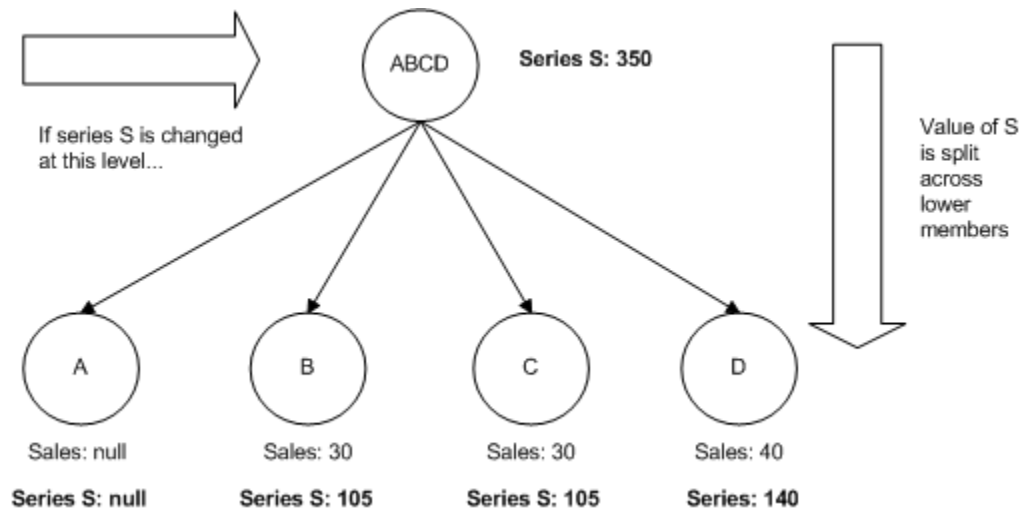 ABCD
Series S: 350
If series S is changed
at this level...
Value of S
is split
across
lower
members
A
B
C
D
Sales: null
Sales: 30
Sales: 30
Sales: 40
Series S: null
Series S: 105
Series S: 105
Series: 140